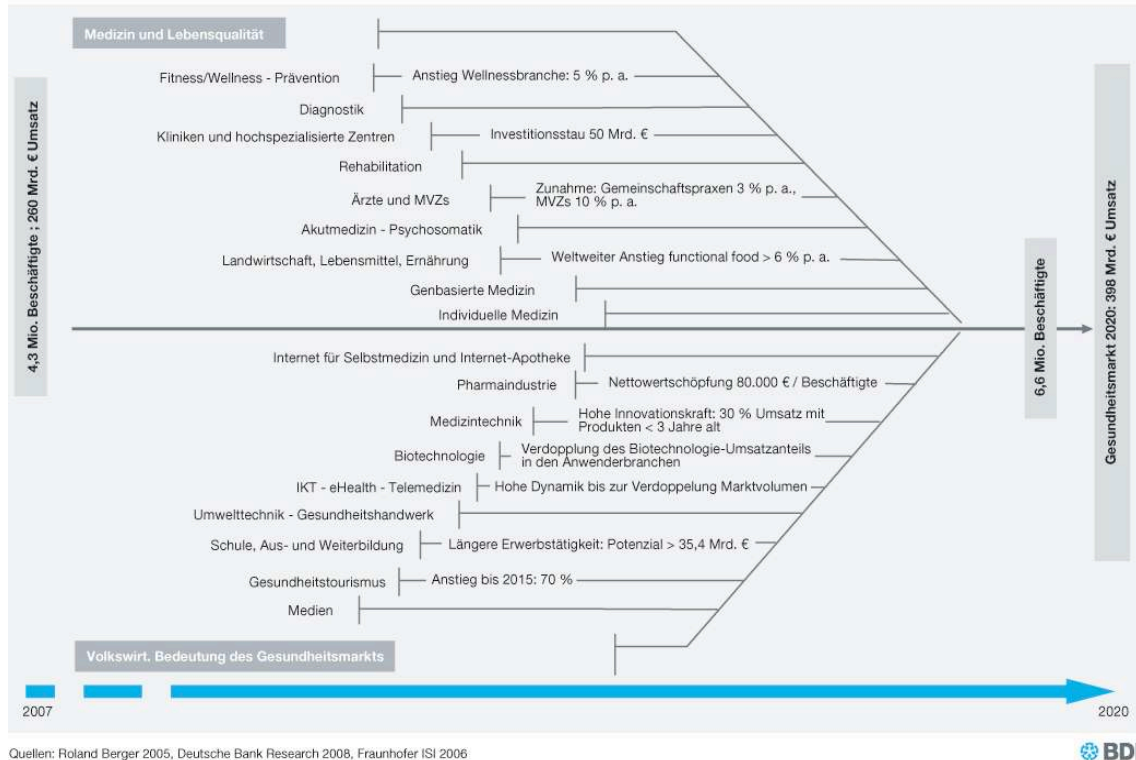 Medizin und Lebensqualität
4,3 Mio. Beschäftigte ; 260 Mrd. € Umsatz
Fitness/Wellness - Prävention
Anstieg Wellnessbranche: 5 % p. a.
Diagnostik
Kliniken und hochspezialisierte Zentren
Investitionsstau 50 Mrd. €
Rehabilitation
Ärzte und MVZs
Zunahme: Gemeinschaftspraxen 3 % p. a.,
MVZs 10 % p. a.
Akutmedizin - Psychosomatik
Landwirtschaft, Lebensmittel, Ernährung
Weltweiter Anstieg functional food > 6 % p. a.
Genbasierte Medizin
Individuelle Medizin
6,6 Mio. Beschäftigte
Gesundheitsmarkt 2020: 398 Mrd. € Umsatz
Internet für Selbstmedizin und Internet-Apotheke
Pharmaindustrie
Nettowertschöpfung 80.000 € / Beschäftigte
Medizintechnik
Hohe Innovationskraft: 30 % Umsatz mit
Produkten < 3 Jahre alt
Biotechnologie
Verdopplung des Biotechnologie-Umsatzanteils
in den Anwenderbranchen
IKT - eHealth - Telemedizin
Hohe Dynamik bis zur Verdoppelung Marktvolumen
Umwelttechnik - Gesundheitshandwerk
Schule, Aus- und Weiterbildung
Längere Erwerbstätigkeit: Potenzial > 35,4 Mrd. €
Gesundheitstourismus
Anstieg bis 2015: 70 %
Medien
Volkswirt. Bedeutung des Gesundheitsmarkts
2007
2020
Quellen: Roland Berger 2005, Deutsche Bank Research 2008, Fraunhofer ISI 2006
BD